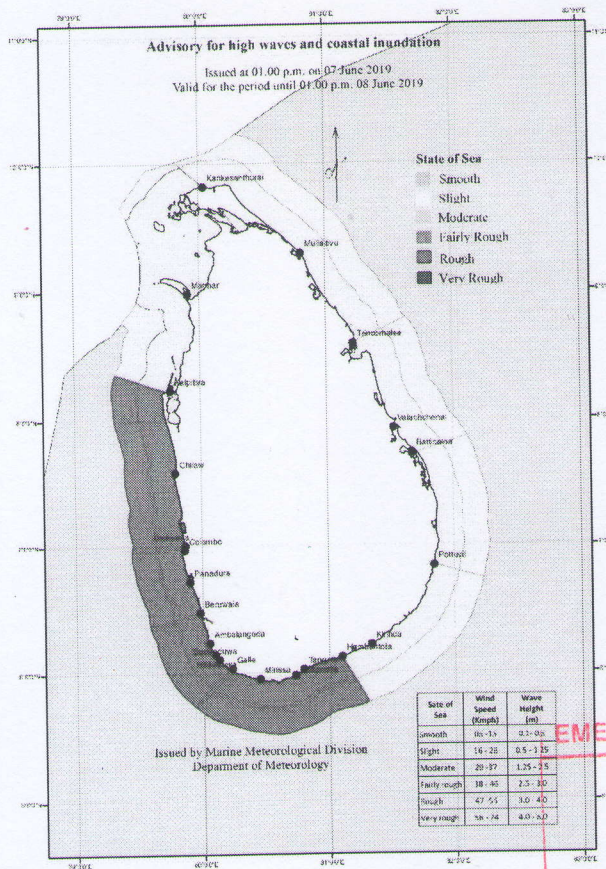 Advisory for high waves and coastal inundation
Issued at 01.00 p.m. on 07 June 2019
Valid for the period until 01.00 p.m. 08 June 2019
State of Sea
Smooth
Slight
Moderate
Fairly Rough
Rough
Very Rough
Kankesanthurai
Mullaitivu
Mannar
Trincomalee
Kalpitiya
Valachchenai
Batticaloa
Chilaw
Colombo
Panadura
Pottuvil
Beruwala
Ambalangoda
Galle
Kirinda
Hambantota
Mirissa
Issued by Marine Meteorological Division
Deparment of Meteorology
Sate of Sea Wind Speed (Kmph) Wave Height (m)
Smooth
Slight 16 - 28 0.5 - 1.25
Moderate 29 - 37 1.25 - 2.5
Fairly rough 38 - 46 2.5 - 3.0
Rough 47 - 55 3.0 - 4.0
Very rough 56 - 74 4.0 - 6.0
EME